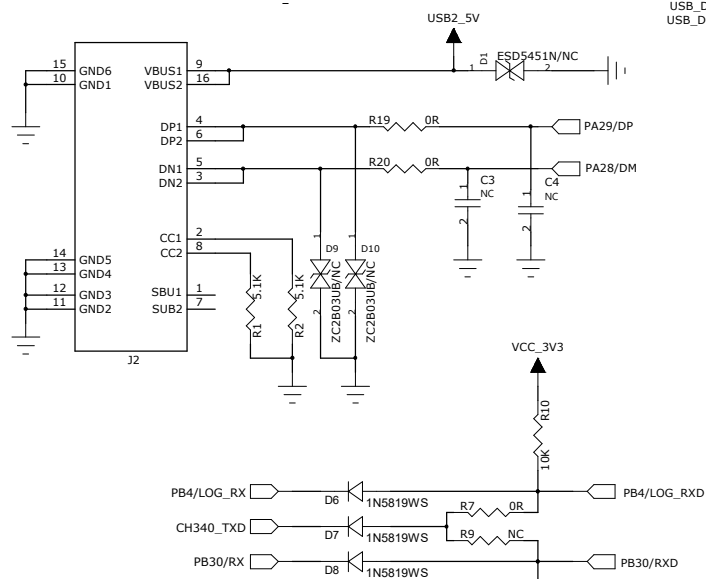 USB_D
USB_D
USB2_5V
D1
ESD5451N/NC
1
2
15
GND6
10
GND1
VBUS1
9
VBUS2
16
DP1
4
DP2
6
R19
0R
PA29/DP
DN1
5
DN2
3
R20
0R
PA28/DM
1
C3
NC
2
1
C4
NC
2
CC1
2
CC2
8
1
D9
ZC2B03UB/NC
2
1
D10
ZC2B03UB/NC
2
14
GND5
13
GND4
12
GND3
11
GND2
SBU1
1
SUB2
7
5.1K
R1
5.1K
R2
J2
VCC_3V3
R10
10K
PB4/LOG_RX
D6
1N5819WS
PB4/LOG_RXD
CH340_TXD
D7
1N5819WS
R7
0R
R9
NC
PB30/RX
D8
1N5819WS
PB30/RXD